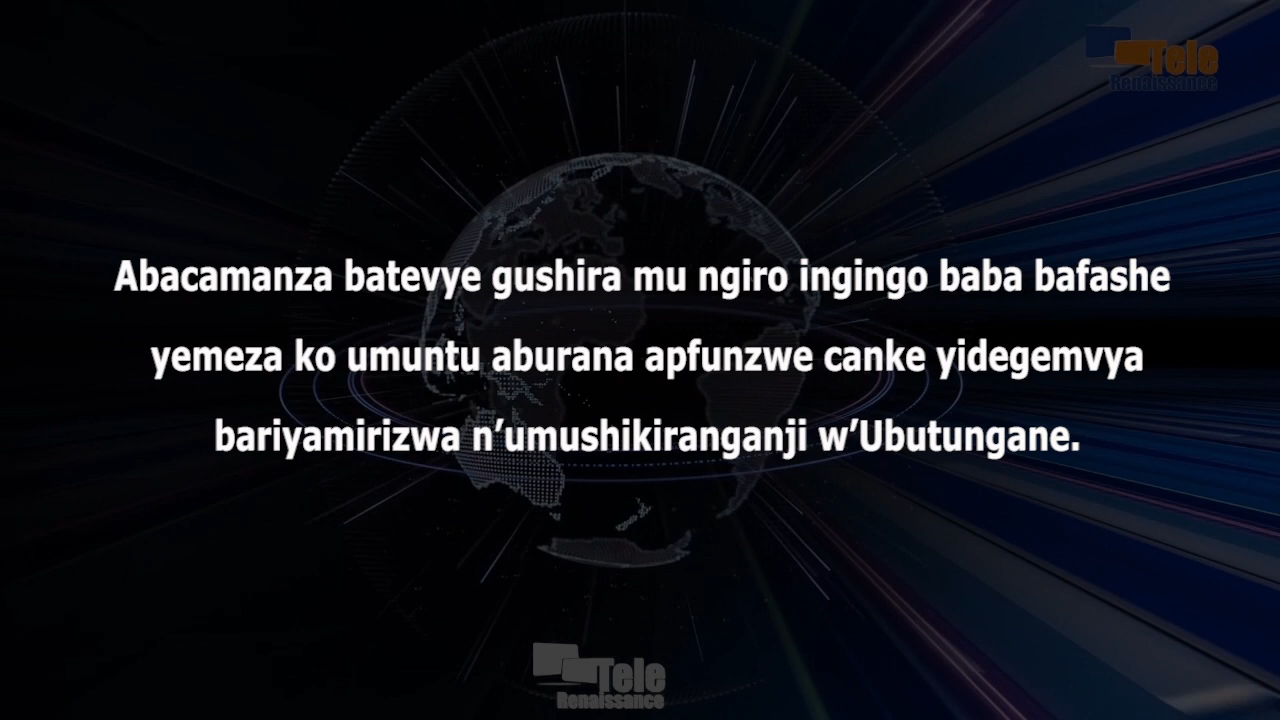 Tele
Renaissance
Abacamanza batevye gushira mu ngiro ingingo baba bafashe
yemeza ko umuntu aburana apfunzwe canke yidegemvya
bariyamirizwa n’umushikiranganji w’Ubutungane.
Tele
Renaissance